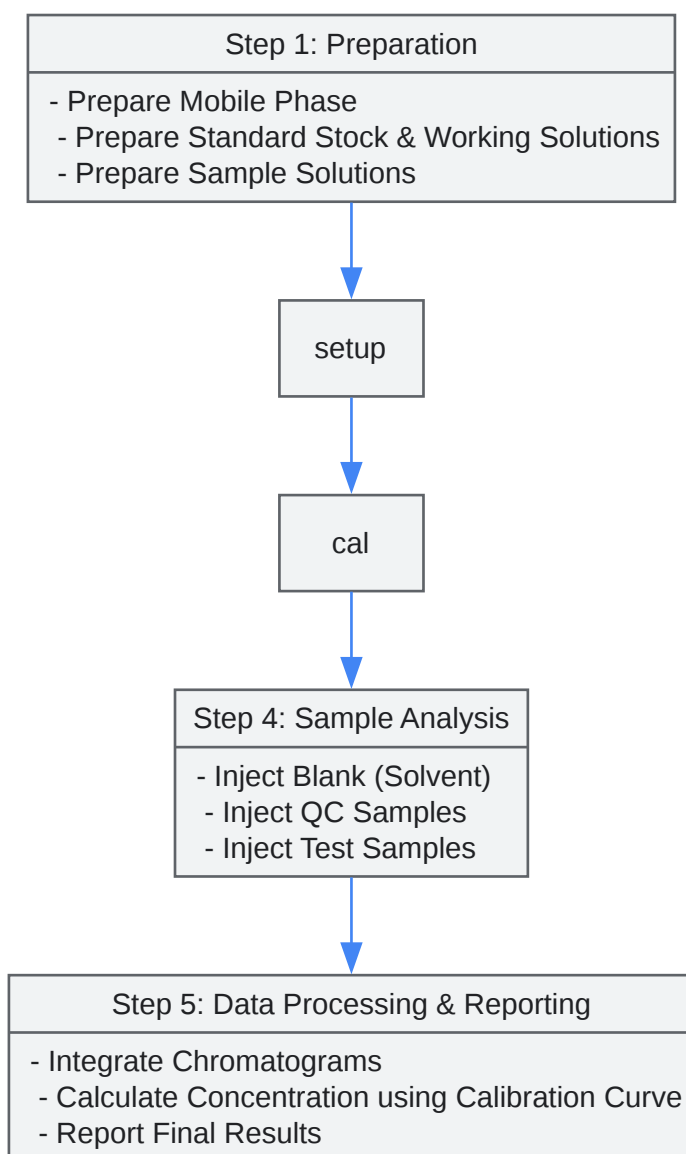 Step 1: Preparation
- Prepare Mobile Phase
- Prepare Standard Stock & Working Solutions
- Prepare Sample Solutions
setup
cal
Step 4: Sample Analysis
- Inject Blank (Solvent)
- Inject QC Samples
- Inject Test Samples
Step 5: Data Processing & Reporting
- Integrate Chromatograms
- Calculate Concentration using Calibration Curve
- Report Final Results